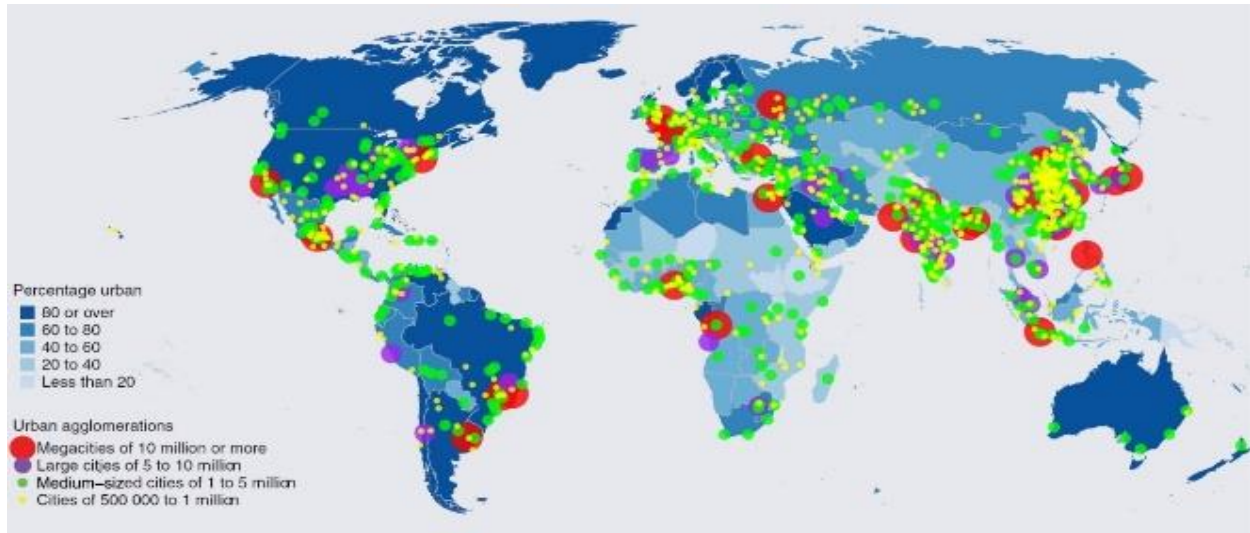 Percentage urban
80 or over
60 to 80
40 to 60
20 to 40
Less than 20
Urban agglomerations
Megacities of 10 million or more
Large cities of 5 to 10 million
Medium-sized cities of 1 to 5 million
Cities of 500 000 to 1 million